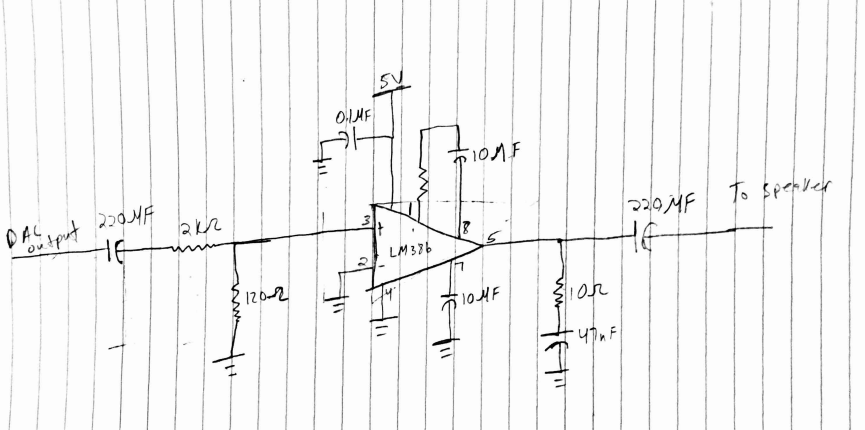 5V
0.1MF
10MF
DAC output
220MF
2kΩ
3
+
1
8
5
LM386
2
-
4
7
120Ω
10MF
220MF
To speaker
10Ω
47nF